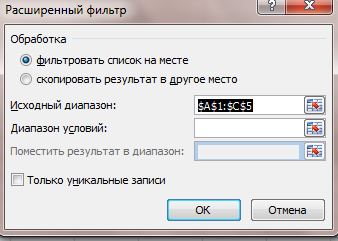 Расширенный фильтр
Обработка
фильтровать список на месте
скопировать результат в другое место
Исходный диапазон: $A$1:$C$5
Диапазон условий:
Поместить результат в диапазон:
Только уникальные записи
ОК Отмена